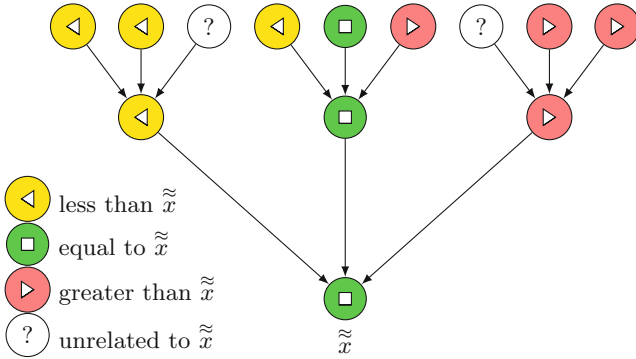 ?
?
less than x̃̃
equal to x̃̃
greater than x̃̃
? unrelated to x̃̃
x̃̃